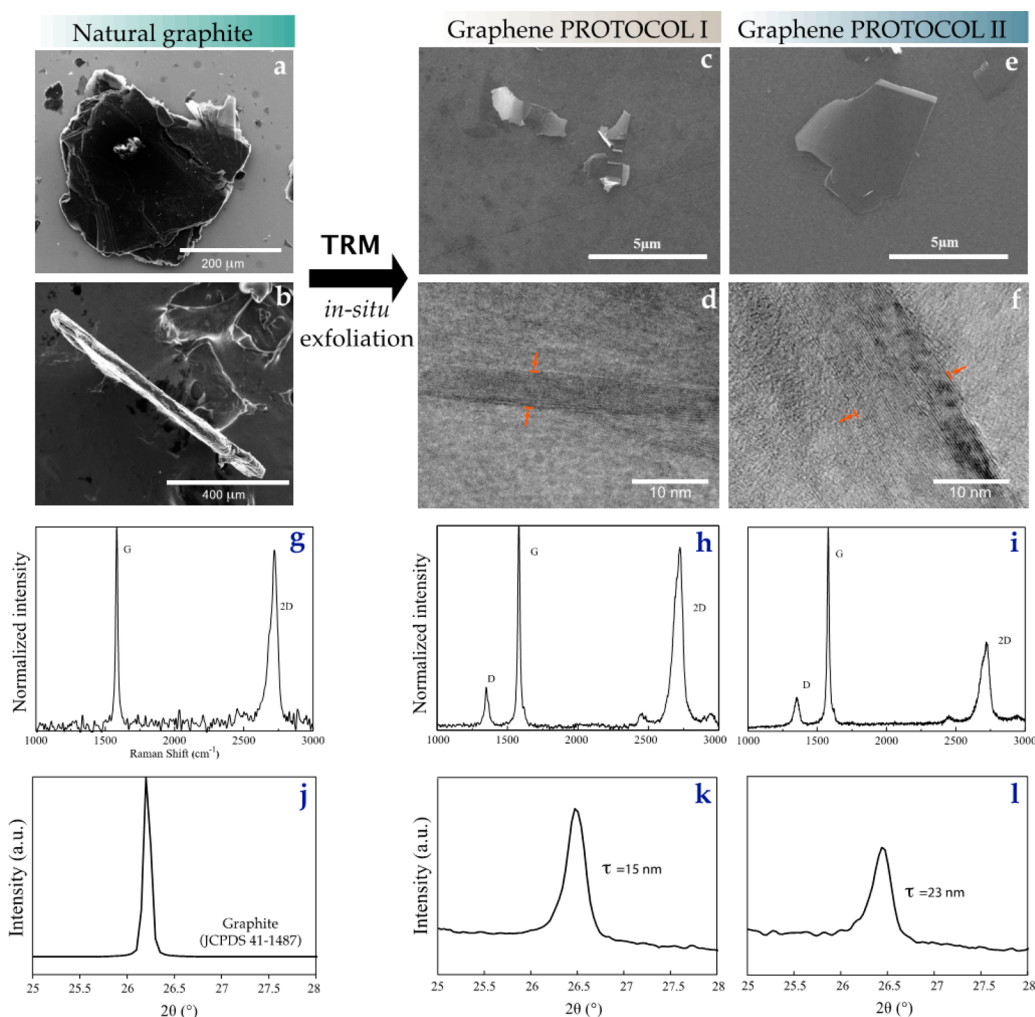 Natural graphite
Graphene PROTOCOL I
Graphene PROTOCOL II
a
200 µm
b
400 µm
TRM
in-situ
exfoliation
c
5µm
e
5µm
d
10 nm
f
10 nm
g
G
2D
Normalized intensity
1000 1500 2000 2500 3000
Raman Shift (cm-1)
h
D
G
2D
Normalized intensity
1000 1500 2000 2500 3000
i
D
G
2D
1000 1500 2000 2500 3000
j
Graphite
(JCPDS 41-1487)
Intensity (a.u.)
25 25.5 26 26.5 27 27.5 28
2θ (°)
k
τ =15 nm
Intensity (a.u.)
25 25.5 26 26.5 27 27.5 28
2θ (°)
l
τ =23 nm
25 25.5 26 26.5 27 27.5 28
2θ (°)